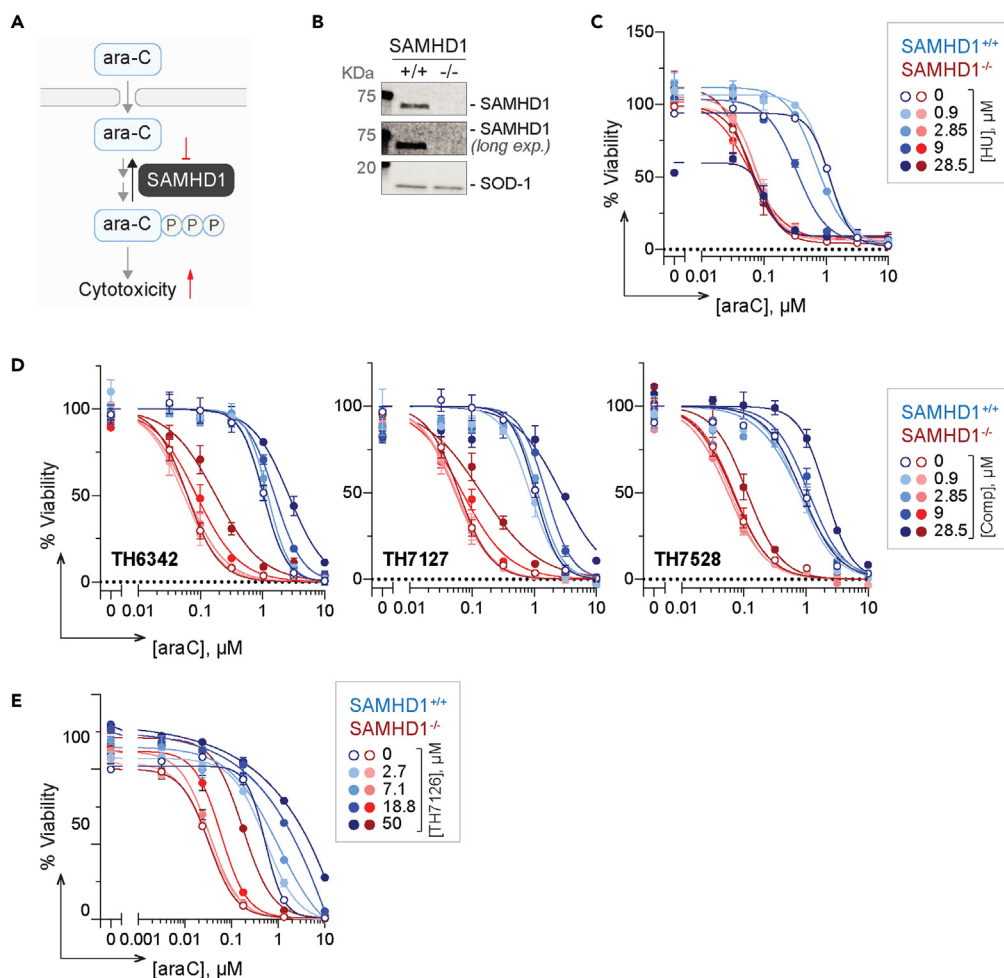 A
ara-C
ara-C
SAMHD1
ara-C P P P
Cytotoxicity
B
SAMHD1
KDa +/+ -/-
75 - SAMHD1
75 - SAMHD1
(long exp.)
20 - SOD-1
C
% Viability
150
100
50
0
0 0.01 0.1 1 10
[araC], µM
SAMHD1+/+
SAMHD1-/-
0
0.9
2.85
9
28.5
[HU], µM
D
% Viability
100
50
0
TH6342
0 0.01 0.1 1 10
[araC], µM
100
50
0
TH7127
0 0.01 0.1 1 10
[araC], µM
100
50
0
TH7528
0 0.01 0.1 1 10
[araC], µM
SAMHD1+/+
SAMHD1-/-
0
0.9
2.85
9
28.5
[Comp], µM
E
% Viability
100
50
0
0 0.001 0.01 0.1 1 10
[araC], µM
SAMHD1+/+
SAMHD1-/-
0
2.7
7.1
18.8
50
[TH7126], µM